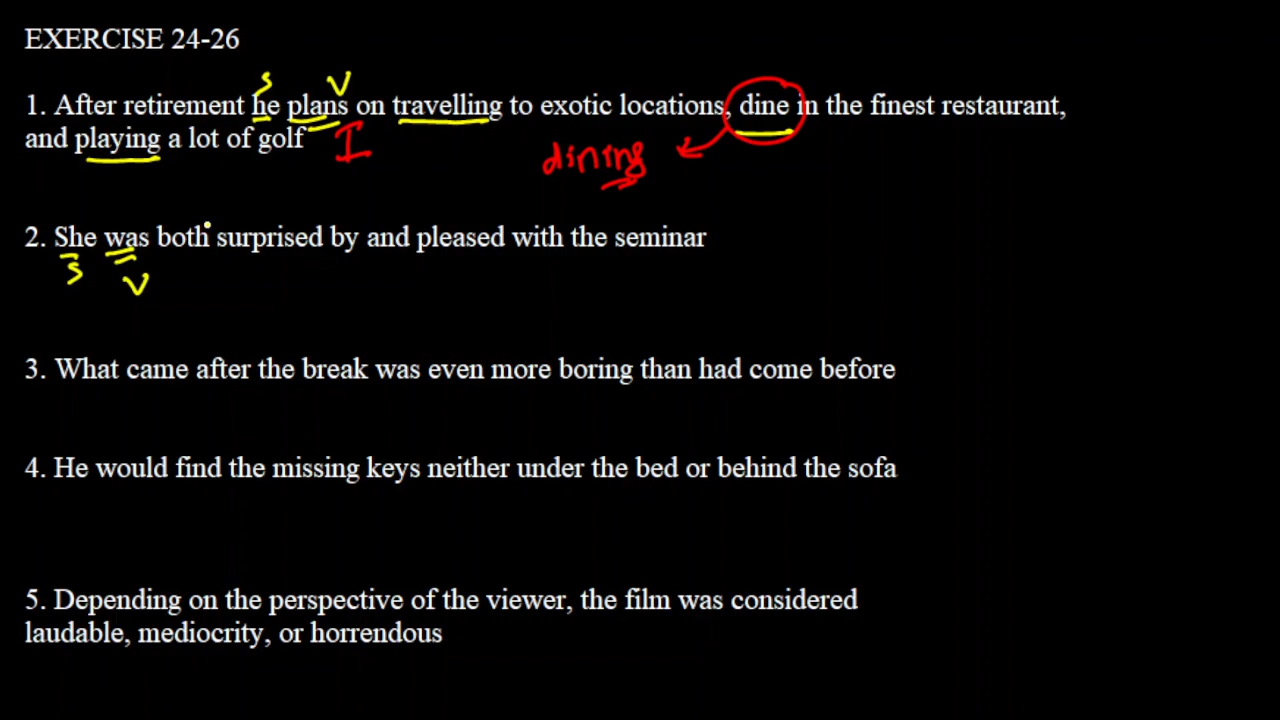 EXERCISE 24-26
S V
1. After retirement he plans on travelling to exotic locations, dine in the finest restaurant,
and playing a lot of golf I dining
2. She was both surprised by and pleased with the seminar
S V
3. What came after the break was even more boring than had come before
4. He would find the missing keys neither under the bed or behind the sofa
5. Depending on the perspective of the viewer, the film was considered
laudable, mediocrity, or horrendous